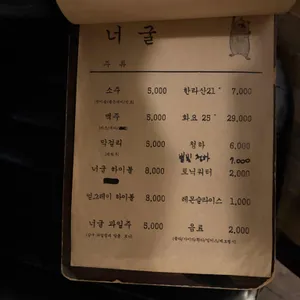 너 굴
주 류
소주 5,000
한라산21˚ 7,000
맥주 5,000
화요 25˚ 29,000
막걸리 5,000
청하 6,000
별빛 청하 7,000
너굴 하이볼 8,000
토닉워터 2,000
얼그레이 하이볼 8,000
레몬슬라이스 1,000
너굴 과일주 5,000
음료 2,000